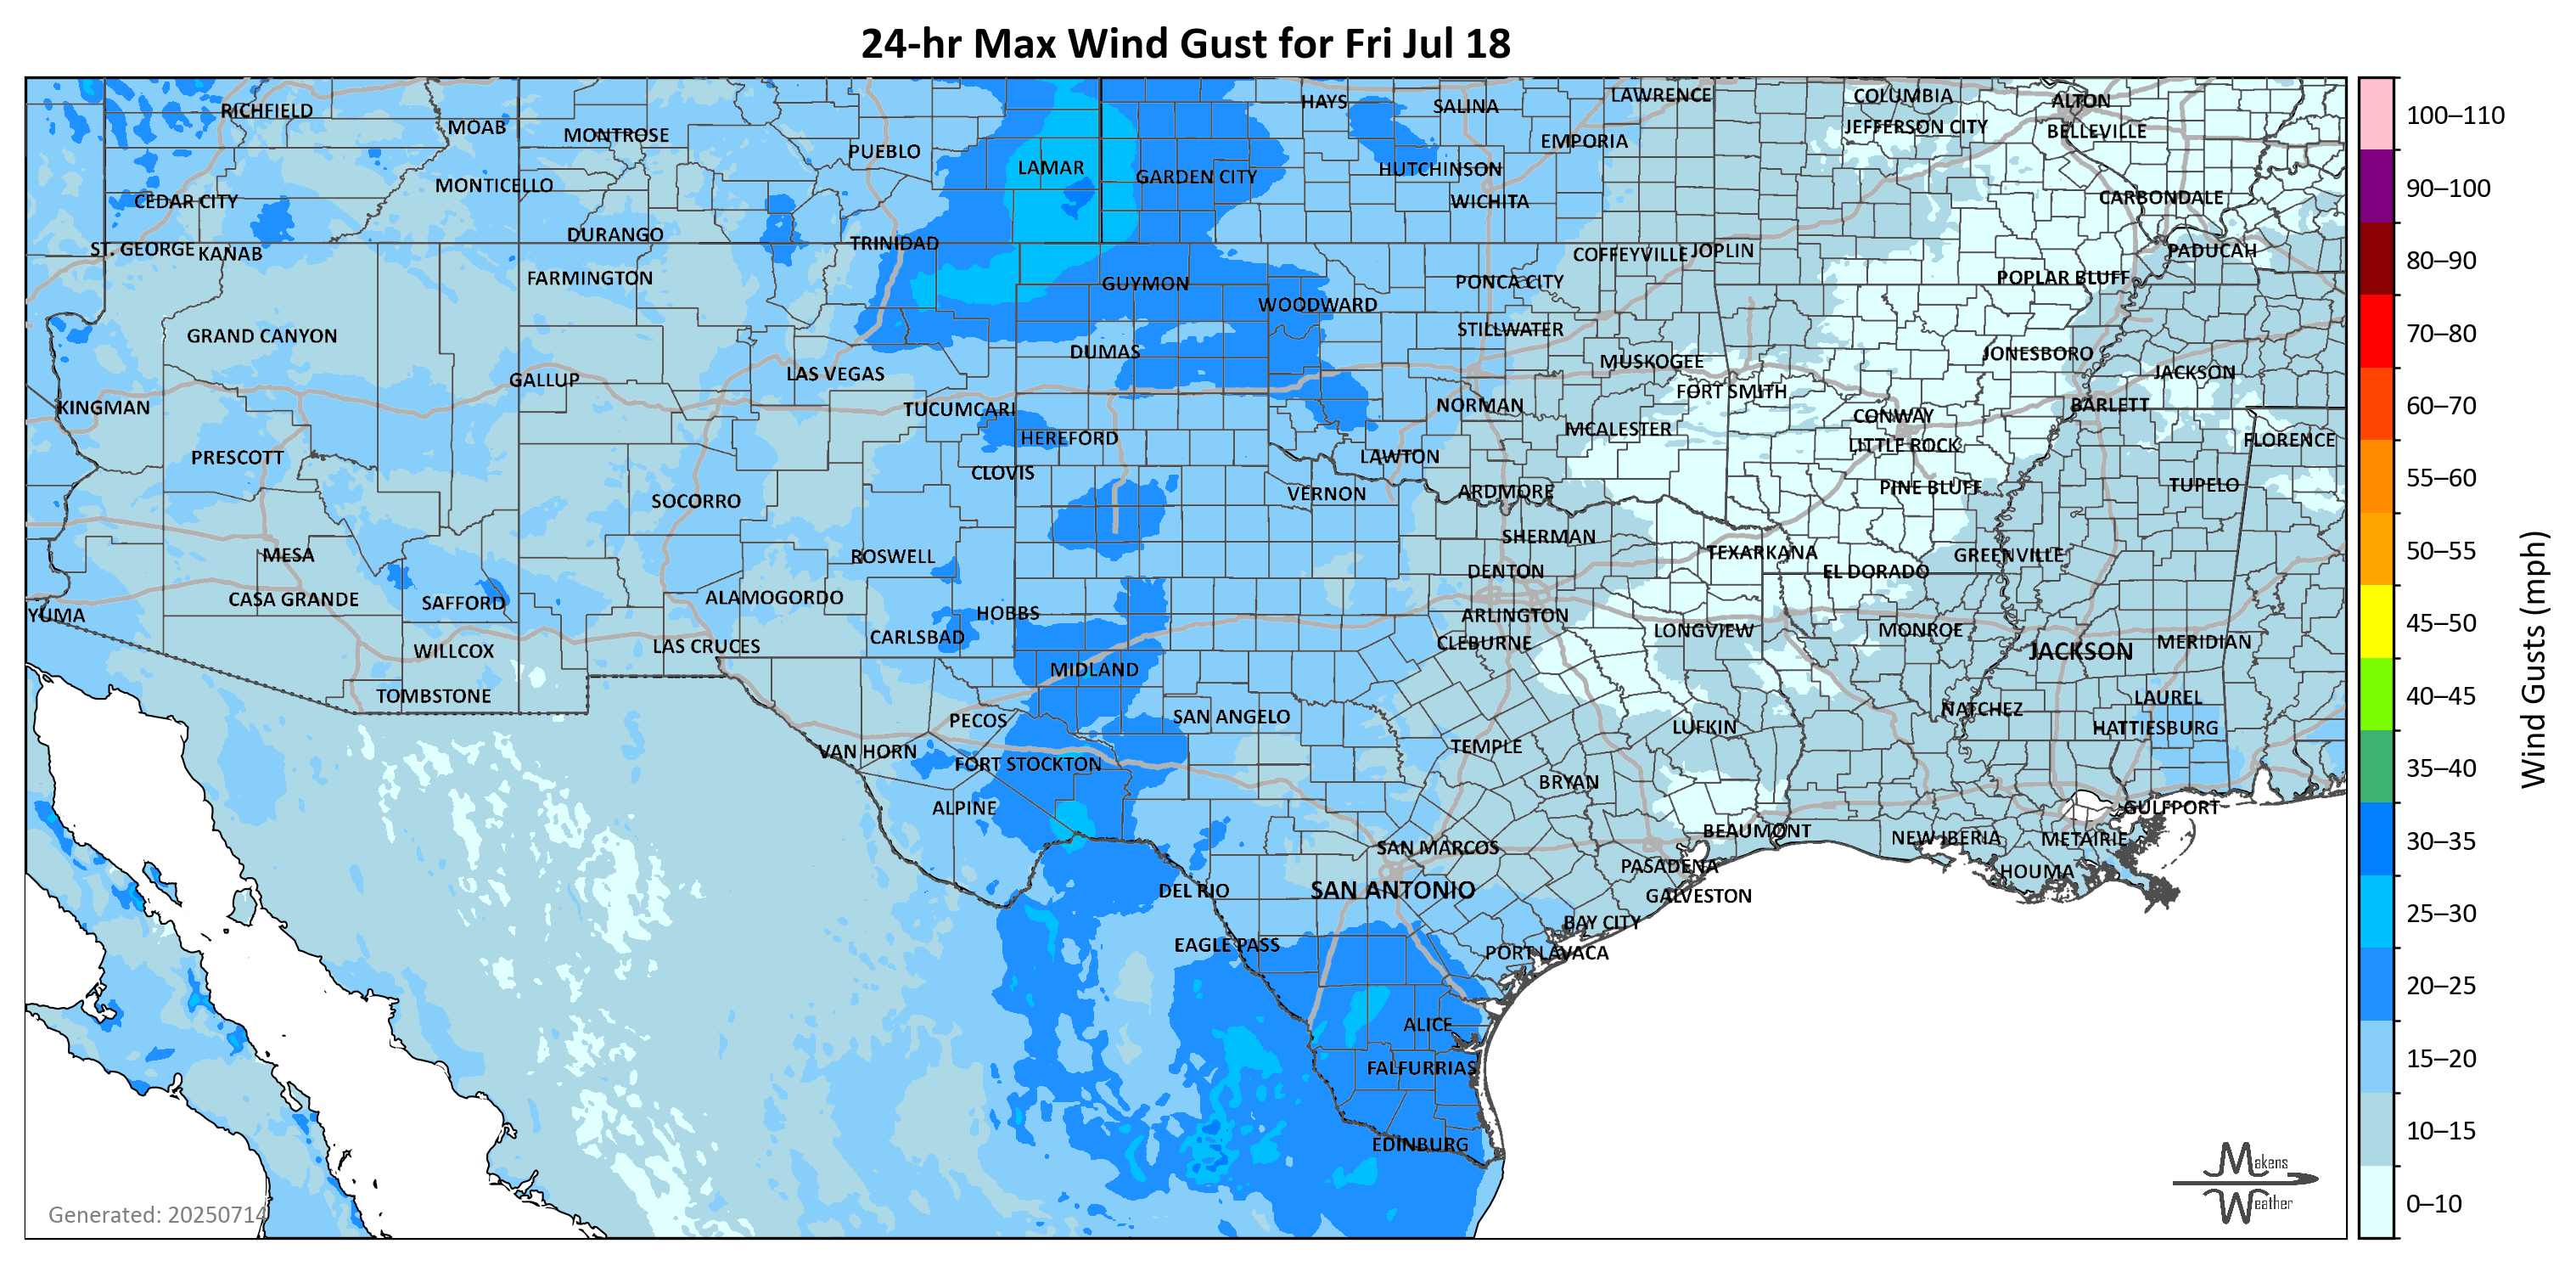 24-hr Max Wind Gust for Fri Jul 18
RICHFIELD
MOAB
MONTROSE
PUEBLO
LAMAR
GARDEN CITY
HAYS
SALINA
HUTCHINSON
EMPORIA
LAWRENCE
COLUMBIA
JEFFERSON CITY
ALTON
BELLEVILLE
CEDAR CITY
MONTICELLO
WICHITA
CARBONDALE
ST. GEORGE
KANAB
DURANGO
TRINIDAD
COFFEYVILLE
JOPLIN
PADUCAH
FARMINGTON
GUYMON
WOODWARD
PONCA CITY
POPLAR BLUFF
GRAND CANYON
DUMAS
STILLWATER
MUSKOGEE
JONESBORO
GALLUP
LAS VEGAS
FORT SMITH
JACKSON
KINGMAN
TUCUMCARI
NORMAN
CONWAY
BARLETT
HEREFORD
MCALESTER
LITTLE ROCK
FLORENCE
PRESCOTT
CLOVIS
LAWTON
SOCORRO
VERNON
ARDMORE
PINE BLUFF
TUPELO
MESA
ROSWELL
SHERMAN
TEXARKANA
GREENVILLE
DENTON
EL DORADO
YUMA
CASA GRANDE
SAFFORD
ALAMOGORDO
HOBBS
ARLINGTON
WILLCOX
LAS CRUCES
CARLSBAD
CLEBURNE
LONGVIEW
MONROE
JACKSON
MERIDIAN
TOMBSTONE
MIDLAND
LAUREL
PECOS
SAN ANGELO
LUFKIN
NATCHEZ
HATTIESBURG
VAN HORN
FORT STOCKTON
TEMPLE
BRYAN
ALPINE
GULFPORT
SAN MARCOS
BEAUMONT
NEW IBERIA
METAIRIE
PASADENA
HOUMA
DEL RIO
SAN ANTONIO
GALVESTON
BAY CITY
EAGLE PASS
PORT LAVACA
ALICE
FALFURRIAS
EDINBURG
Generated: 20250714
Makens
Weather
100–110
90–100
80–90
70–80
60–70
55–60
50–55
45–50
40–45
35–40
30–35
25–30
20–25
15–20
10–15
0–10
Wind Gusts (mph)